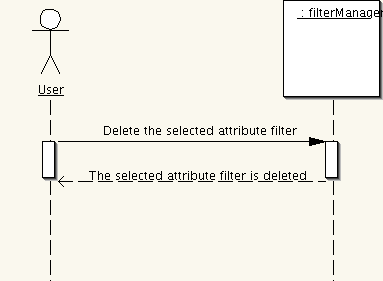 : filterManager
User
Delete the selected attribute filter
The selected attribute filter is deleted